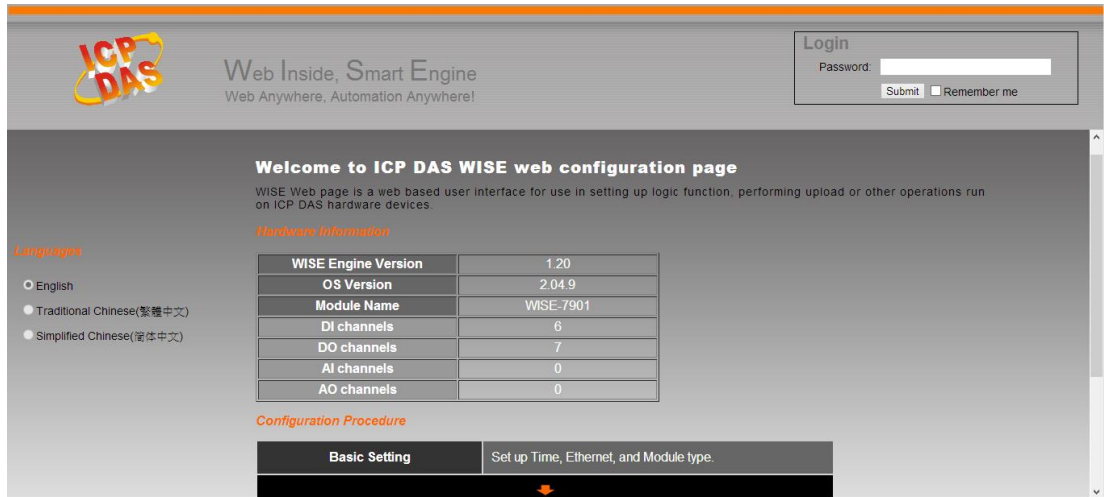 ICP
DAS
Web Inside, Smart Engine
Web Anywhere, Automation Anywhere!
Login
Password:
Submit Remember me
Welcome to ICP DAS WISE web configuration page
WISE Web page is a web based user interface for use in setting up logic function, performing upload or other operations run
on ICP DAS hardware devices.
Hardware Information
Languages
English
Traditional Chinese(繁體中文)
Simplified Chinese(简体中文)
WISE Engine Version 1.20
OS Version 2.04.9
Module Name WISE-7901
DI channels 6
DO channels 7
AI channels 0
AO channels 0
Configuration Procedure
Basic Setting Set up Time, Ethernet, and Module type.